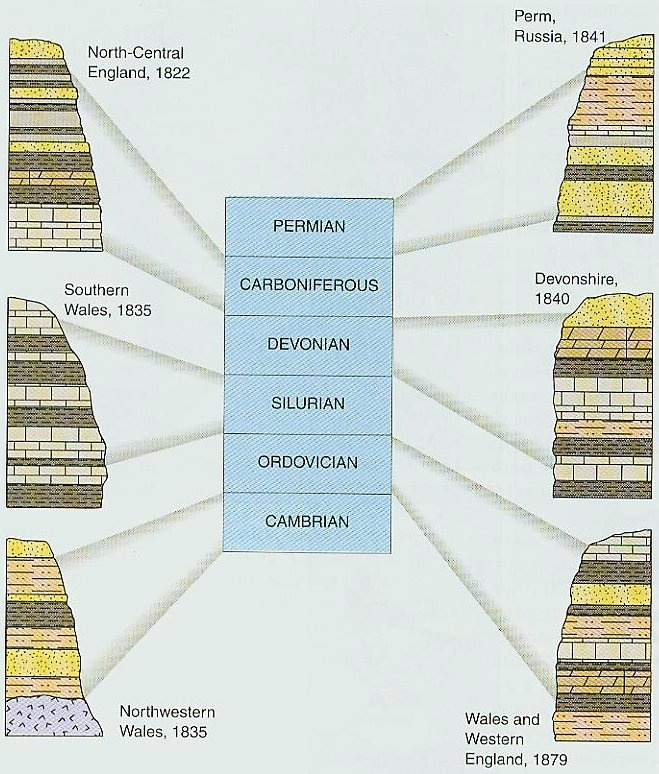 North-Central
England, 1822
Perm,
Russia, 1841
Southern
Wales, 1835
Devonshire,
1840
PERMIAN
CARBONIFEROUS
DEVONIAN
SILURIAN
ORDOVICIAN
CAMBRIAN
Northwestern
Wales, 1835
Wales and
Western
England, 1879